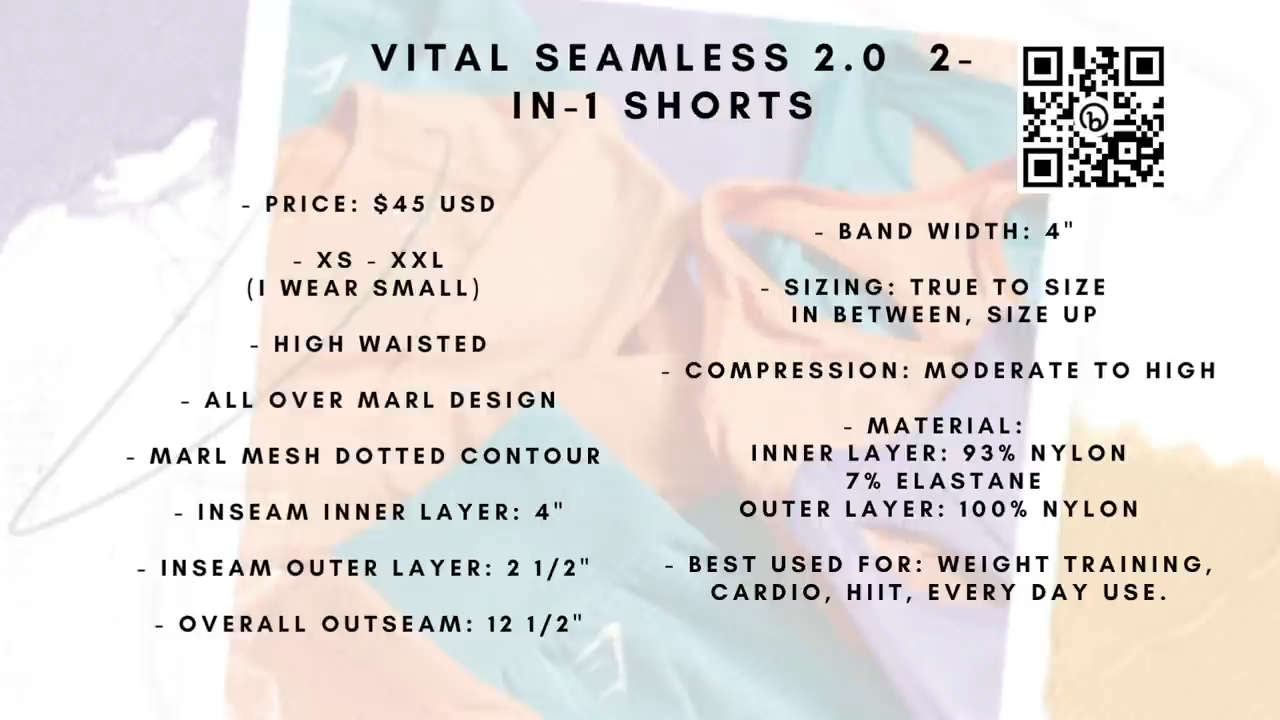 VITAL SEAMLESS 2.0 2-
IN-1 SHORTS
- PRICE: $45 USD
- XS - XXL
(I WEAR SMALL)
- HIGH WAISTED
- ALL OVER MARL DESIGN
- MARL MESH DOTTED CONTOUR
- INSEAM INNER LAYER: 4"
- INSEAM OUTER LAYER: 2 1/2"
- OVERALL OUTSEAM: 12 1/2"
- BAND WIDTH: 4"
- SIZING: TRUE TO SIZE
IN BETWEEN, SIZE UP
- COMPRESSION: MODERATE TO HIGH
- MATERIAL:
INNER LAYER: 93% NYLON
7% ELASTANE
OUTER LAYER: 100% NYLON
- BEST USED FOR: WEIGHT TRAINING,
CARDIO, HIIT, EVERY DAY USE.